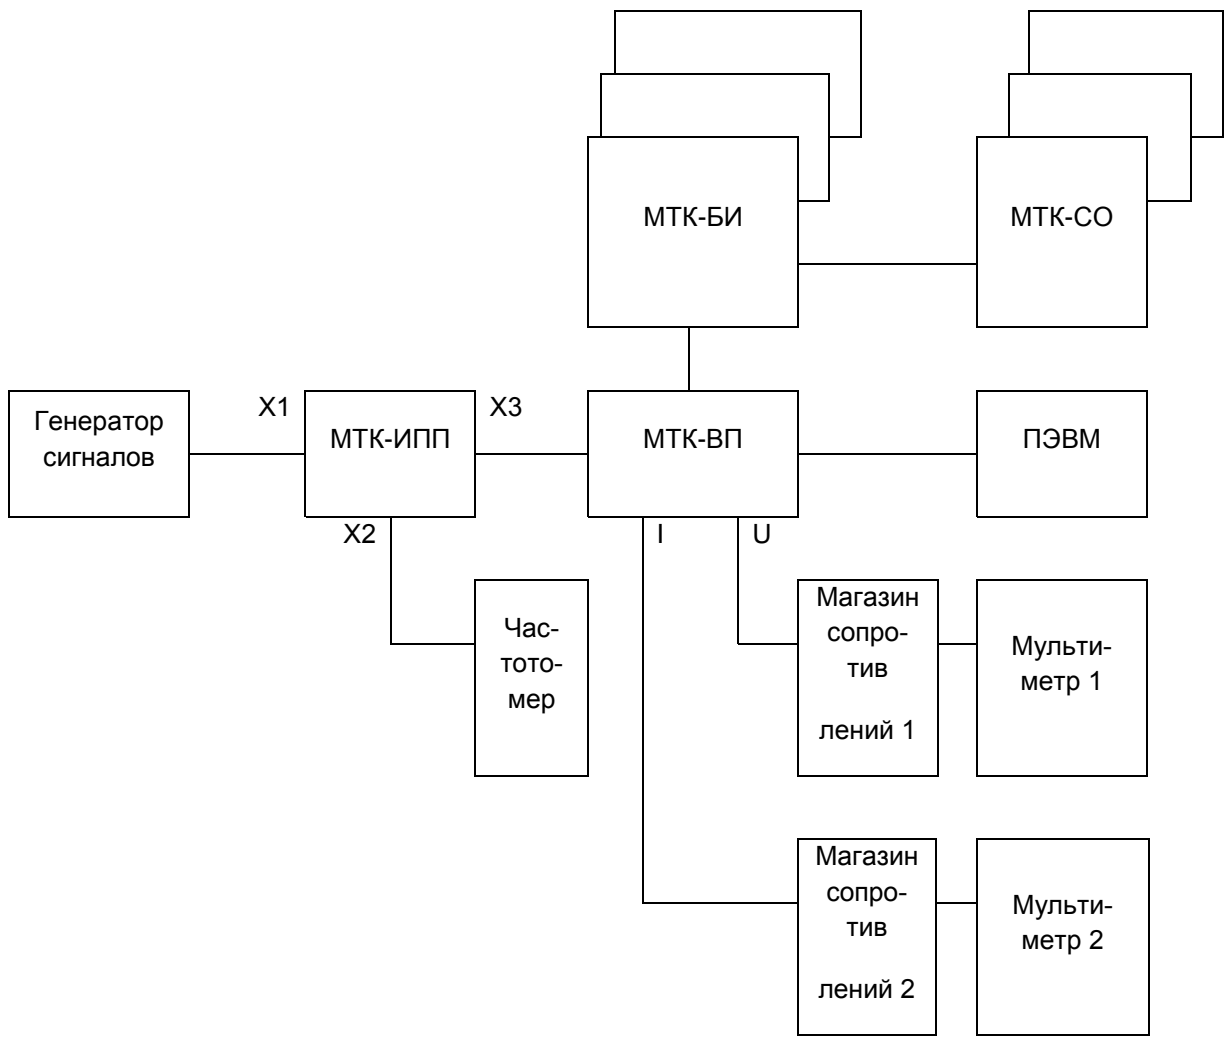 МТК-БИ
МТК-СО
Генератор
сигналов
X1
МТК-ИПП
X3
МТК-ВП
ПЭВМ
X2
I
U
Час-
тото-
мер
Магазин
сопро-
тив
лений 1
Мульти-
метр 1
Магазин
сопро-
тив
лений 2
Мульти-
метр 2